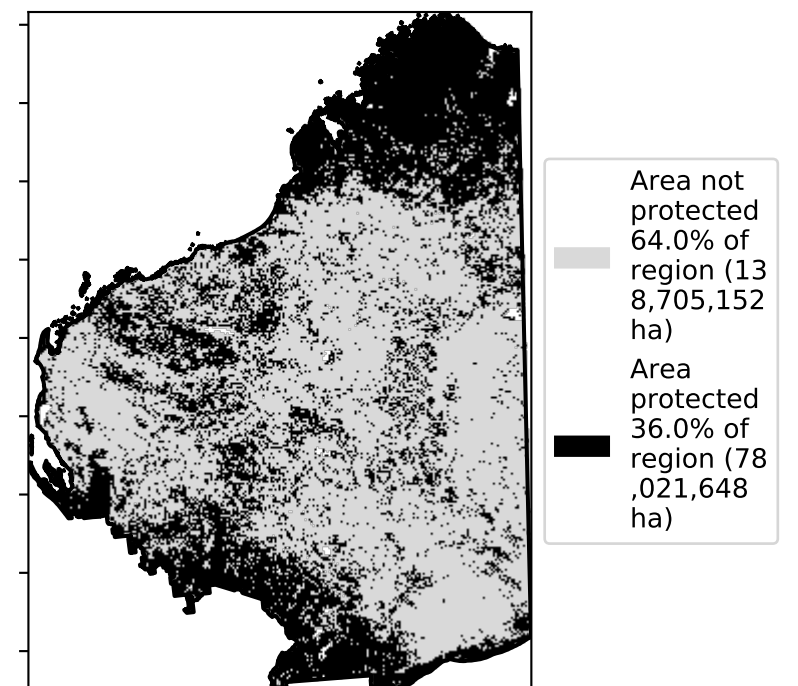 Area not
protected
64.0% of
region (13
8,705,152
ha)
Area
protected
36.0% of
region (78
,021,648
ha)